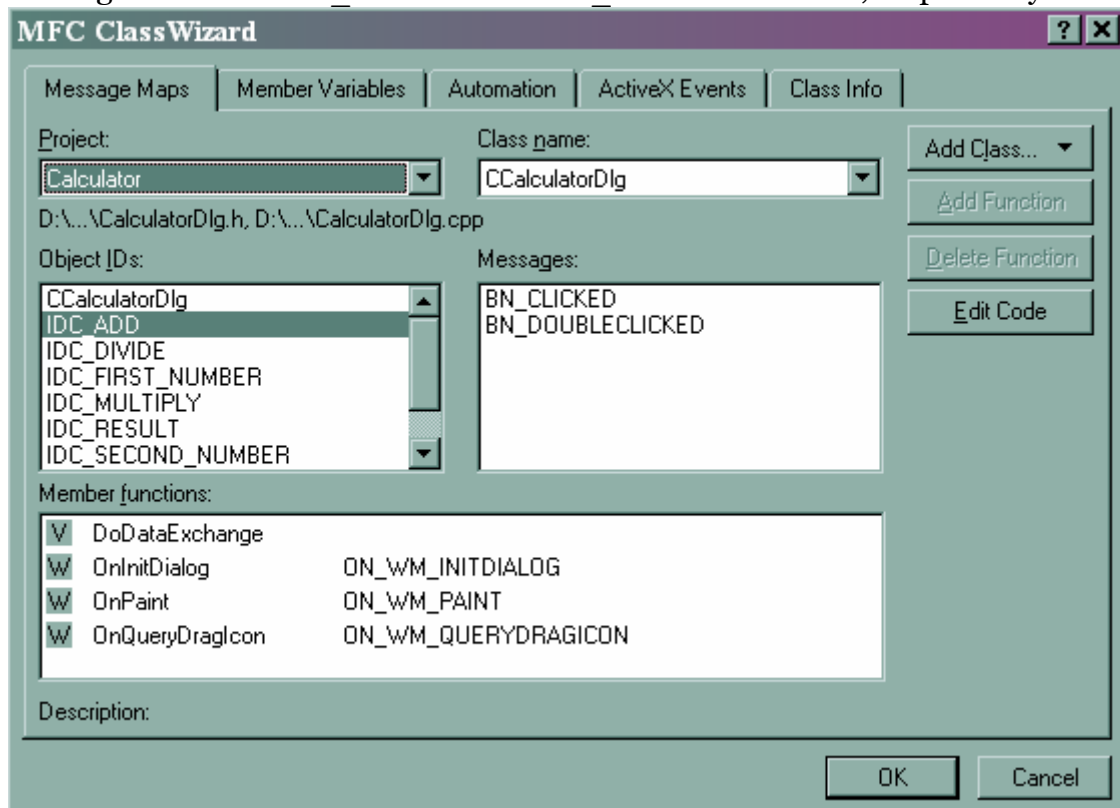 MFC ClassWizard
Message Maps Member Variables Automation ActiveX Events Class Info
Project: Class name: Add Class...
Calculator CCalculatorDlg
Add Function
D:\...\CalculatorDlg.h, D:\...\CalculatorDlg.cpp
Delete Function
Object IDs: Messages:
Edit Code
CCalculatorDlg BN_CLICKED
IDC_ADD BN_DOUBLECLICKED
IDC_DIVIDE
IDC_FIRST_NUMBER
IDC_MULTIPLY
IDC_RESULT
IDC_SECOND_NUMBER
Member functions:
V DoDataExchange
W OnInitDialog ON_WM_INITDIALOG
W OnPaint ON_WM_PAINT
W OnQueryDragIcon ON_WM_QUERYDRAGICON
Description:
OK Cancel